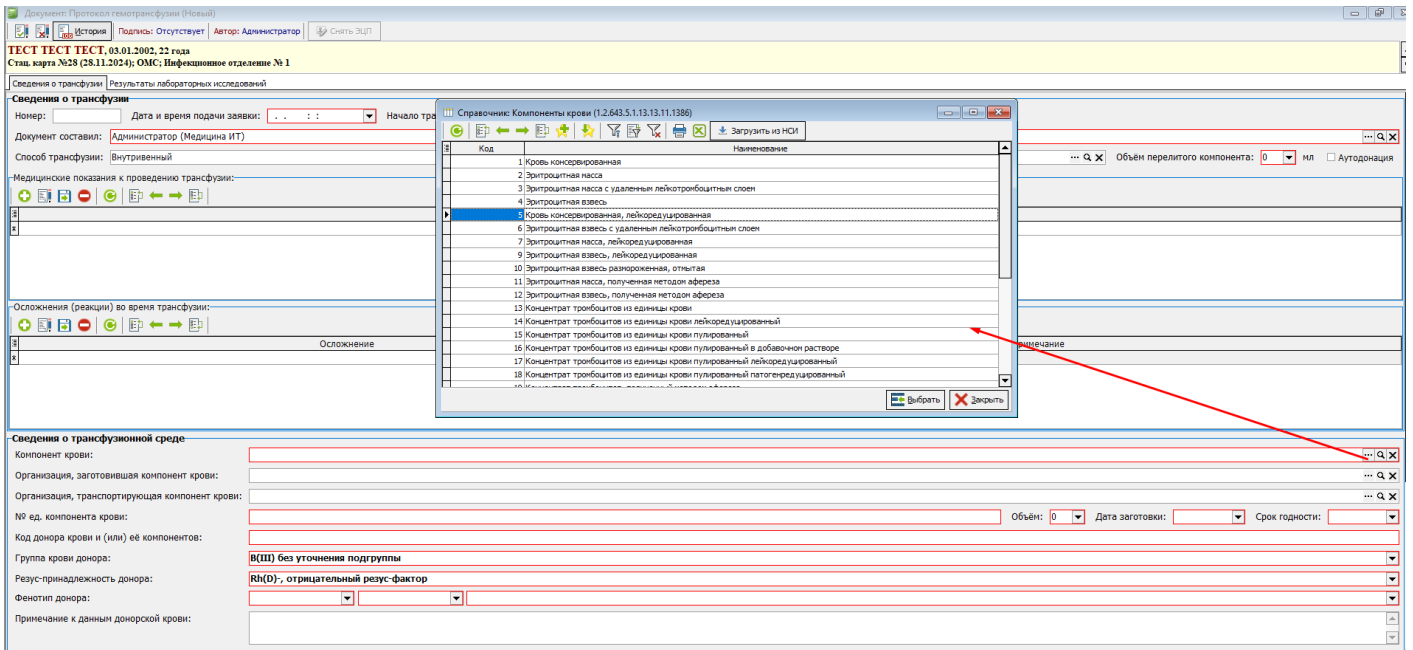 Документ: Протокол гемотрансфузии (Новый)
История Подпись: Отсутствует Автор: Администратор Снять ЭЦП
ТЕСТ ТЕСТ ТЕСТ, 03.01.2002, 22 года
Стац. карта №28 (28.11.2024); ОМС; Инфекционное отделение № 1
Сведения о трансфузии Результаты лабораторных исследований
Сведения о трансфузии
Номер: Дата и время подачи заявки: . . : : Начало тра
Документ составил: Администратор (Медицина ИТ)
Способ трансфузии: Внутривенный Объём перелитого компонента: 0 мл Аутодонация
Медицинские показания к проведению трансфузии:
Осложнения (реакции) во время трансфузии:
Осложнение римечание
Справочник: Компоненты крови (1.2.643.5.1.13.13.11.1386)
Загрузить из НСИ
Код Наименование
1 Кровь консервированная
2 Эритроцитная масса
3 Эритроцитная масса с удаленным лейкотромбоцитным слоем
4 Эритроцитная взвесь
5 Кровь консервированная, лейкоредуцированная
6 Эритроцитная взвесь с удаленным лейкотромбоцитным слоем
7 Эритроцитная масса, лейкоредуцированная
9 Эритроцитная взвесь, лейкоредуцированная
10 Эритроцитная взвесь размороженная, отмытая
11 Эритроцитная масса, полученная методом афереза
12 Эритроцитная взвесь, полученная методом афереза
13 Концентрат тромбоцитов из единицы крови
14 Концентрат тромбоцитов из единицы крови лейкоредуцированный
15 Концентрат тромбоцитов из единицы крови пулированный
16 Концентрат тромбоцитов из единицы крови пулированный в добавочном растворе
17 Концентрат тромбоцитов из единицы крови пулированный лейкоредуцированный
18 Концентрат тромбоцитов из единицы крови пулированный патогенредуцированный
Выбрать Закрыть
Сведения о трансфузионной среде
Компонент крови:
Организация, заготовившая компонент крови:
Организация, транспортирующая компонент крови:
№ ед. компонента крови: Объём: 0 Дата заготовки: Срок годности:
Код донора крови и (или) её компонентов:
Группа крови донора: B(III) без уточнения подгруппы
Резус-принадлежность донора: Rh(D)-, отрицательный резус-фактор
Фенотип донора:
Примечание к данным донорской крови: